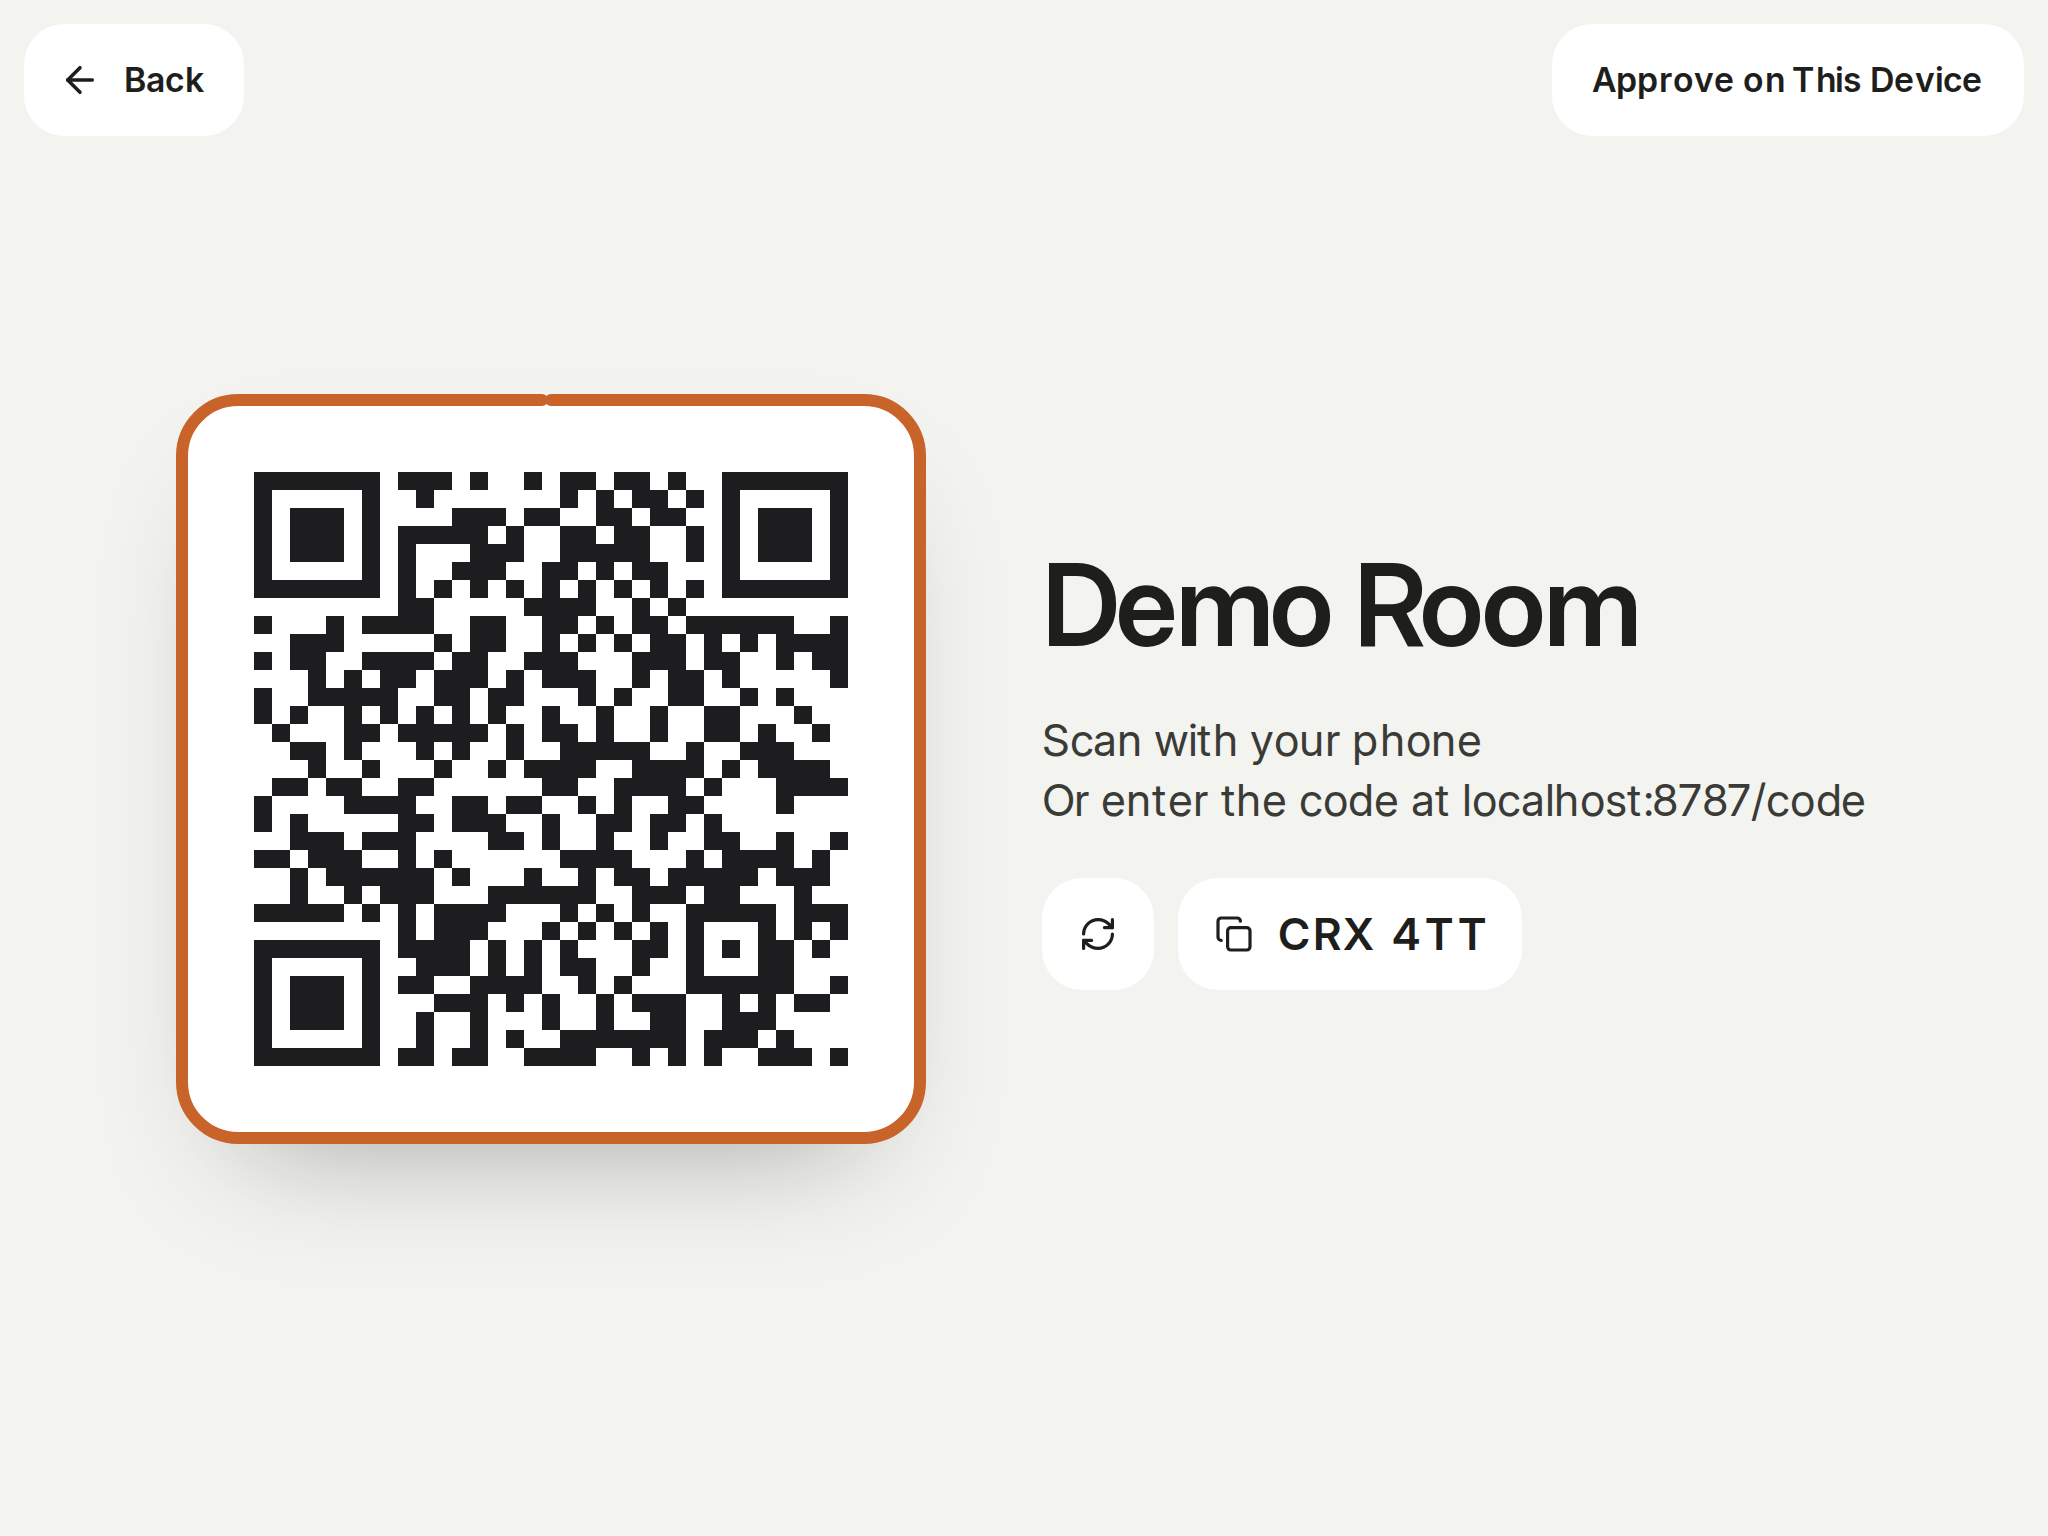 Back
Approve on This Device
Demo Room
Scan with your phone
Or enter the code at localhost:8787/code
CRX 4TT